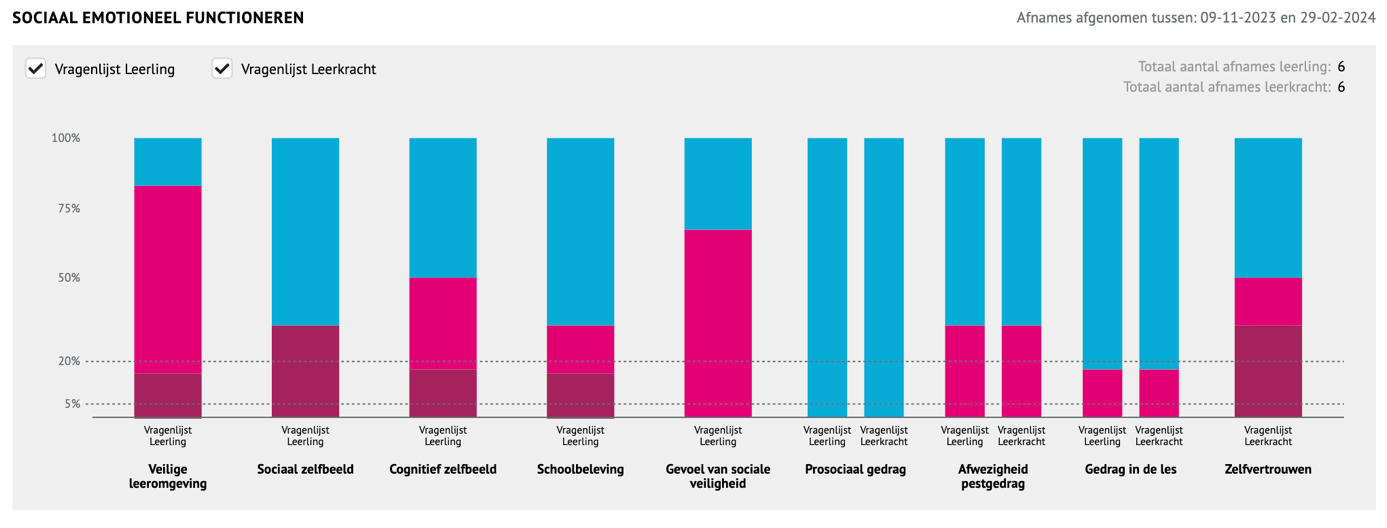 SOCIAAL EMOTIONEEL FUNCTIONEREN
Afnames afgenomen tussen: 09-11-2023 en 29-02-2024
Vragenlijst Leerling
Vragenlijst Leerkracht
Totaal aantal afnames leerling: 6
Totaal aantal afnames leerkracht: 6
100%
75%
50%
20%
5%
Vragenlijst
Leerling
Veilige
leeromgeving
Vragenlijst
Leerling
Sociaal zelfbeeld
Vragenlijst
Leerling
Cognitief zelfbeeld
Vragenlijst
Leerling
Schoolbeleving
Vragenlijst
Leerling
Gevoel van sociale
veiligheid
Vragenlijst
Leerling
Vragenlijst
Leerkracht
Prosociaal gedrag
Vragenlijst
Leerling
Vragenlijst
Leerkracht
Afwezigheid
pestgedrag
Vragenlijst
Leerling
Vragenlijst
Leerkracht
Gedrag in de les
Vragenlijst
Leerkracht
Zelfvertrouwen